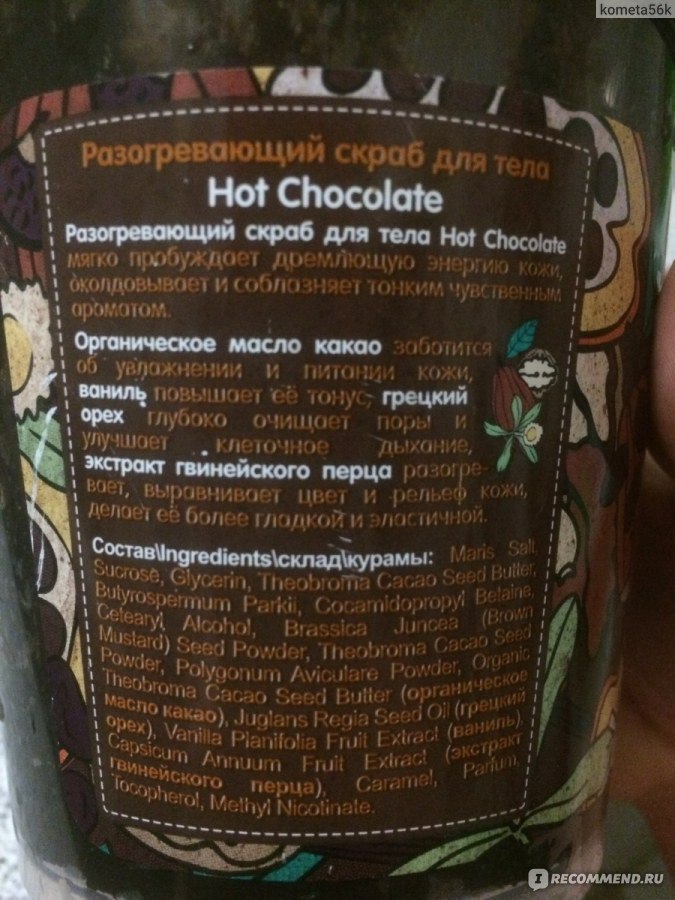 kometa56k
Разогревающий скраб для тела
Hot Chocolate
Разогревающий скраб для тела Hot Chocolate
мягко пробуждает дремлющую энергию кожи,
околдовывает и соблазняет тонким чувственным
ароматом.
Органическое масло какао заботится
об увлажнении и питании кожи,
ваниль повышает её тонус, грецкий
орех глубоко очищает поры и
улучшает клеточное дыхание,
экстракт гвинейского перца разогре-
вает, выравнивает цвет и рельеф кожи,
делает её более гладкой и эластичной.
Состав\Ingredients\склад\курамы: Maris Salt,
Sucrose, Glycerin, Theobroma Cacao Seed Butter,
Butyrospermum Parkii, Cocamidopropyl Betaine,
Cetearyl Alcohol, Brassica Juncea (Brown
Mustard) Seed Powder, Theobroma Cacao Seed
Powder, Polygonum Aviculare Powder, Organic
Theobroma Cacao Seed Butter (органическое
масло какао), Juglans Regia Seed Oil (грецкий
орех), Vanilla Planifolia Fruit Extract (ваниль),
Capsicum Annuum Fruit Extract (экстракт
гвинейского перца), Caramel, Parfum,
Tocopherol, Methyl Nicotinate.
IRECOMMEND.RU